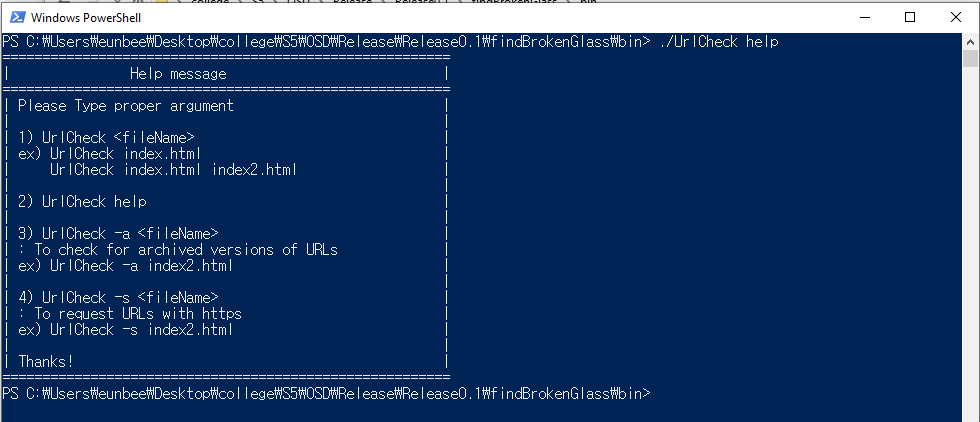 Windows PowerShell
PS C:₩Users₩eunbee₩Desktop₩college₩S5₩OSD₩Release₩Release0.1₩findBrokenGlass₩bin> ./UrlCheck help
========================================================
|               Help message                           |
========================================================
| Please Type proper argument                          |
|                                                      |
| 1) UrlCheck <fileName>                               |
| ex) UrlCheck index.html                              |
|     UrlCheck index.html index2.html                  |
|                                                      |
| 2) UrlCheck help                                     |
|                                                      |
| 3) UrlCheck -a <fileName>                            |
| : To check for archived versions of URLs             |
| ex) UrlCheck -a index2.html                          |
|                                                      |
| 4) UrlCheck -s <fileName>                            |
| : To request URLs with https                         |
| ex) UrlCheck -s index2.html                          |
|                                                      |
| Thanks!                                              |
========================================================
PS C:₩Users₩eunbee₩Desktop₩college₩S5₩OSD₩Release₩Release0.1₩findBrokenGlass₩bin>